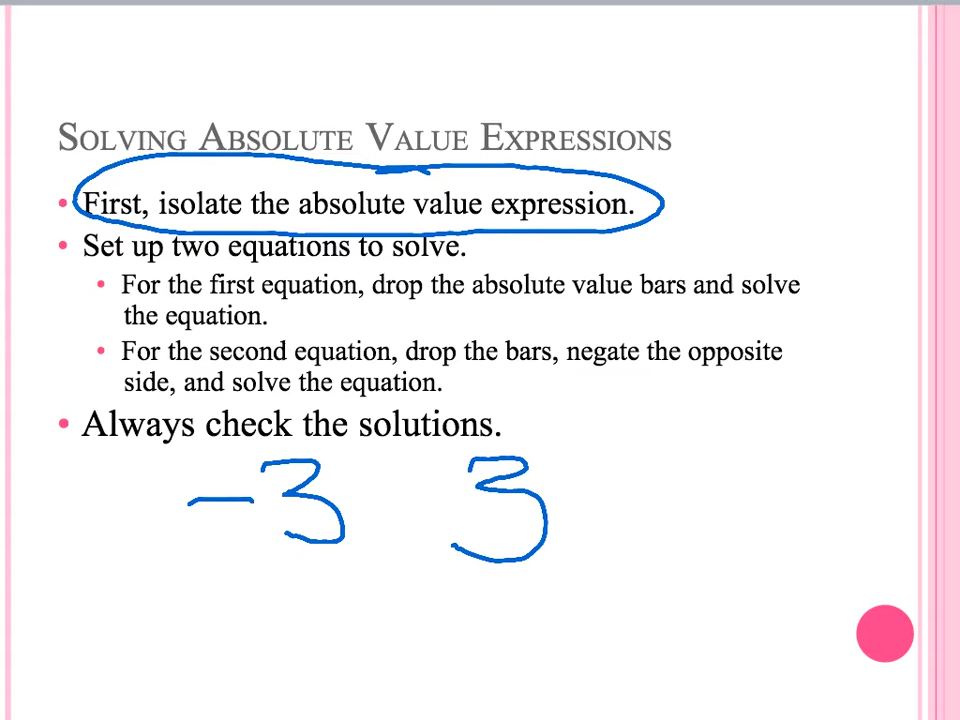 SOLVING ABSOLUTE VALUE EXPRESSIONS
• First, isolate the absolute value expression.
• Set up two equations to solve.
• For the first equation, drop the absolute value bars and solve
the equation.
• For the second equation, drop the bars, negate the opposite
side, and solve the equation.
• Always check the solutions.
-3 3